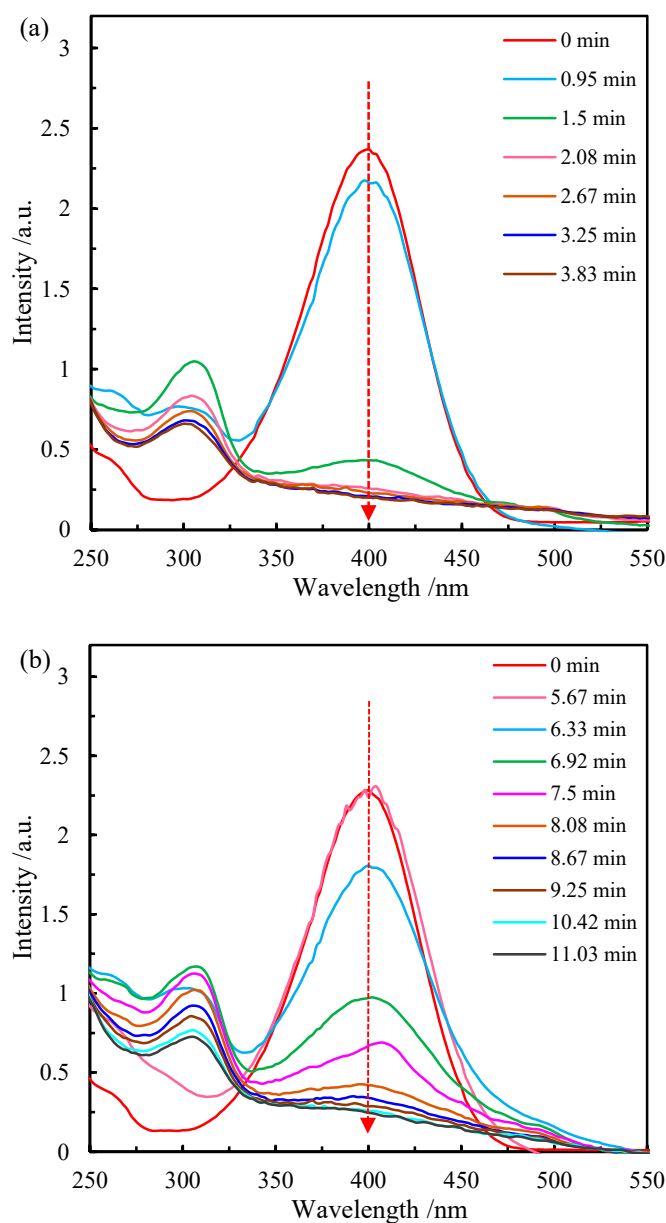 (a)
3
2.5
2
1.5
1
0.5
0
250 300 350 400 450 500 550
Intensity /a.u.
Wavelength /nm
0 min
0.95 min
1.5 min
2.08 min
2.67 min
3.25 min
3.83 min
(b)
3
2.5
2
1.5
1
0.5
0
250 300 350 400 450 500 550
Intensity /a.u.
Wavelength /nm
0 min
5.67 min
6.33 min
6.92 min
7.5 min
8.08 min
8.67 min
9.25 min
10.42 min
11.03 min